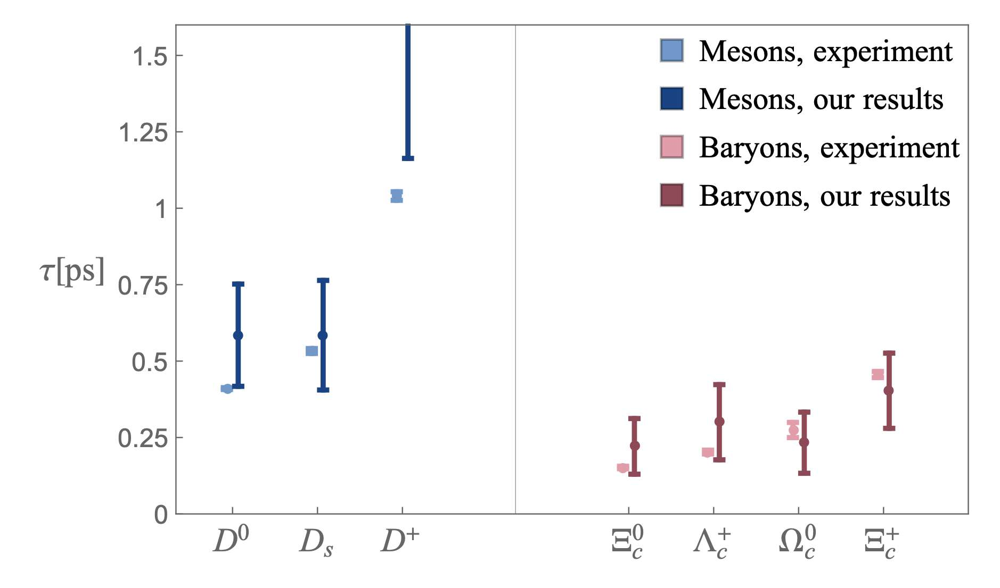 1.5
1.25
1
0.75
0.5
0.25
0
τ[ps]
D⁰ Dₛ D⁺ Ξ_c⁰ Λ_c⁺ Ω_c⁰ Ξ_c⁺
Mesons, experiment
Mesons, our results
Baryons, experiment
Baryons, our results